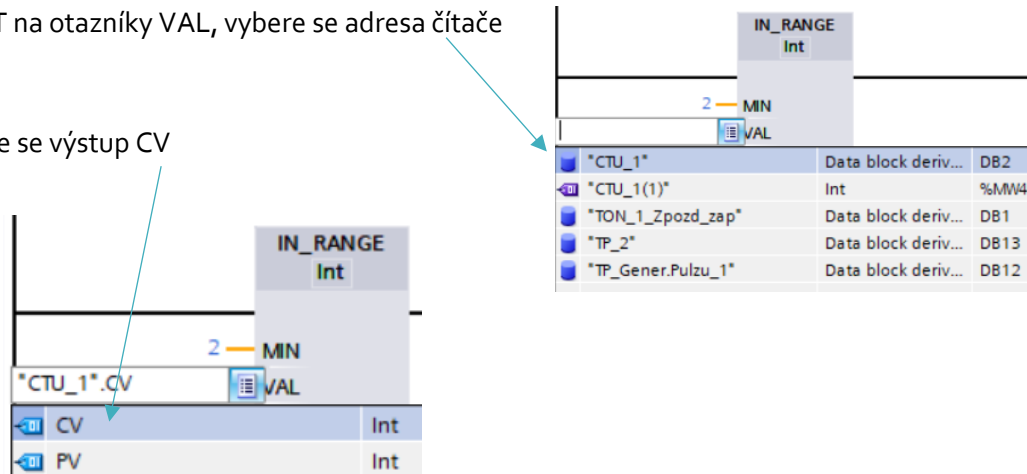 T na otazníky VAL, vybere se adresa čítače
e se výstup CV
IN_RANGE
Int
2 MIN
VAL
"CTU_1" Data block deriv... DB2
"CTU_1(1)" Int %MW4
"TON_1_Zpozd_zap" Data block deriv... DB1
"TP_2" Data block deriv... DB13
"TP_Gener.Pulzu_1" Data block deriv... DB12
IN_RANGE
Int
2 MIN
"CTU_1".CV VAL
CV Int
PV Int